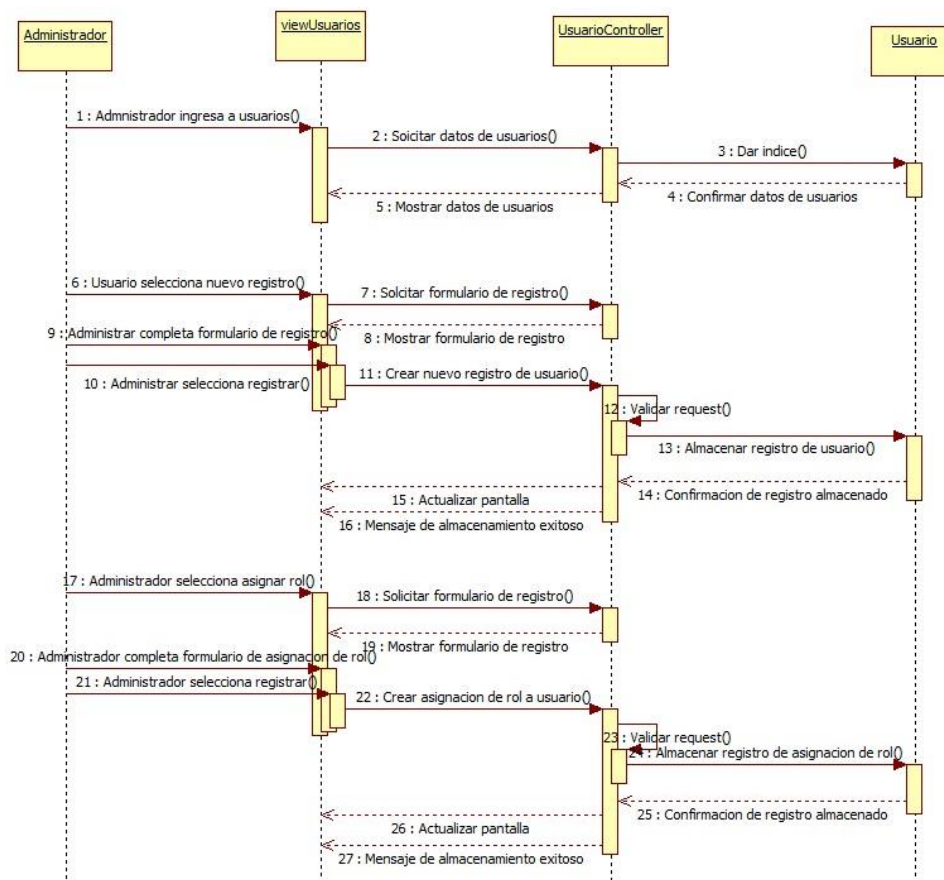 Administrador
viewUsuarios
UsuarioController
Usuario
1 : Admnistrador ingresa a usuarios()
2 : Soicitar datos de usuarios()
3 : Dar indice()
4 : Confirmar datos de usuarios
5 : Mostrar datos de usuarios
6 : Usuario selecciona nuevo registro()
7 : Solcitar formulario de registro()
8 : Mostrar formulario de registro
9 : Administrar completa formulario de registro()
10 : Administrar selecciona registrar()
11 : Crear nuevo registro de usuario()
12 : Validar request()
13 : Almacenar registro de usuario()
14 : Confirmacion de registro almacenado
15 : Actualizar pantalla
16 : Mensaje de almacenamiento exitoso
17 : Administrador selecciona asignar rol()
18 : Solicitar formulario de registro()
19 : Mostrar formulario de registro
20 : Administrador completa formulario de asignacion de rol()
21 : Administrador selecciona registrar()
22 : Crear asignacion de rol a usuario()
23 : Validar request()
24 : Almacenar registro de asignacion de rol()
25 : Confirmacion de registro almacenado
26 : Actualizar pantalla
27 : Mensaje de almacenamiento exitoso